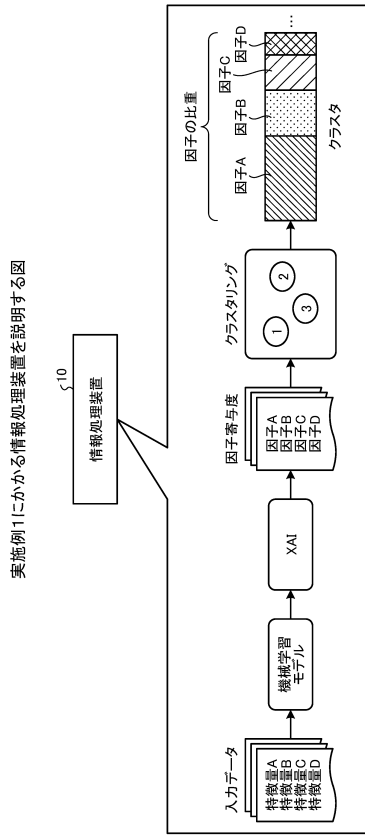 実施例1にかかる情報処理装置を説明する図
10
情報処理装置
入力データ
特徴量A
特徴量B
特徴量C
特徴量D
機械学習
モデル
XAI
因子寄与度
因子A
因子B
因子C
因子D
クラスタリング
1
2
3
因子の比重
因子A
因子B
因子C
因子D
…
クラスタ